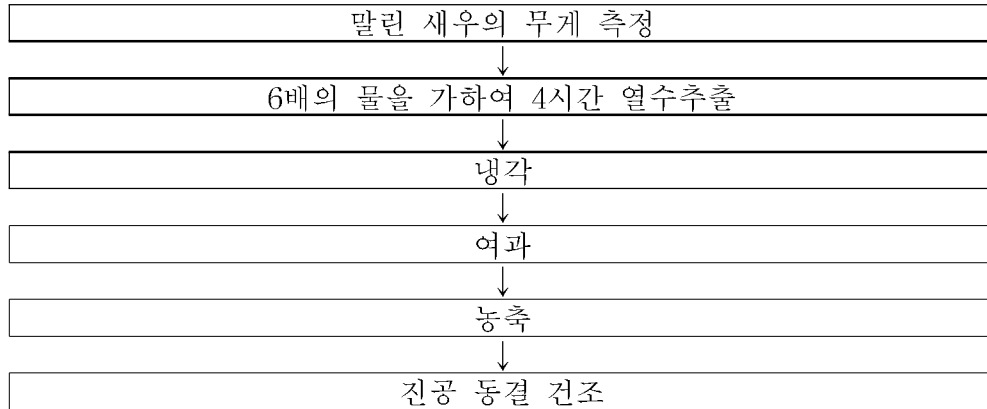 말린 새우의 무게 측정
↓
6배의 물을 가하여 4시간 열수추출
↓
냉각
↓
여과
↓
농축
↓
진공 동결 건조